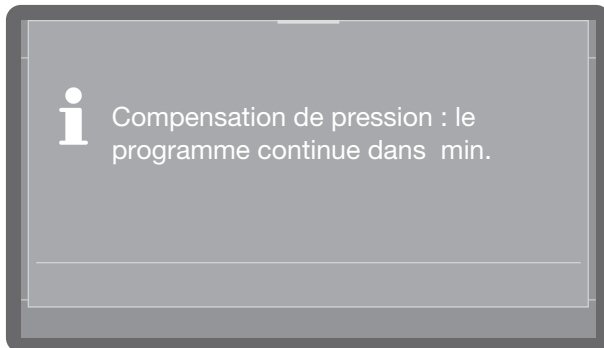 Compensation de pression : le
programme continue dans  min.